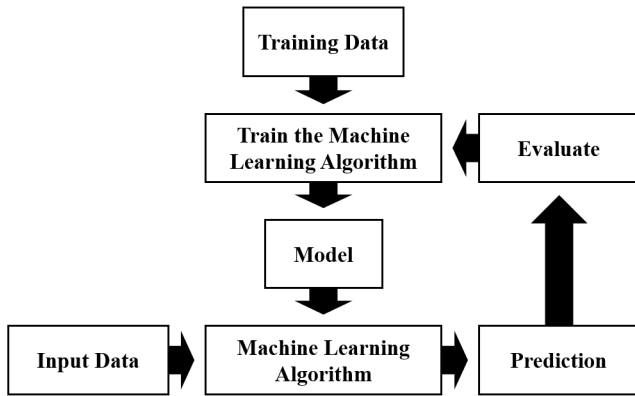 Training Data
Train the Machine
Learning Algorithm
Evaluate
Model
Input Data
Machine Learning
Algorithm
Prediction